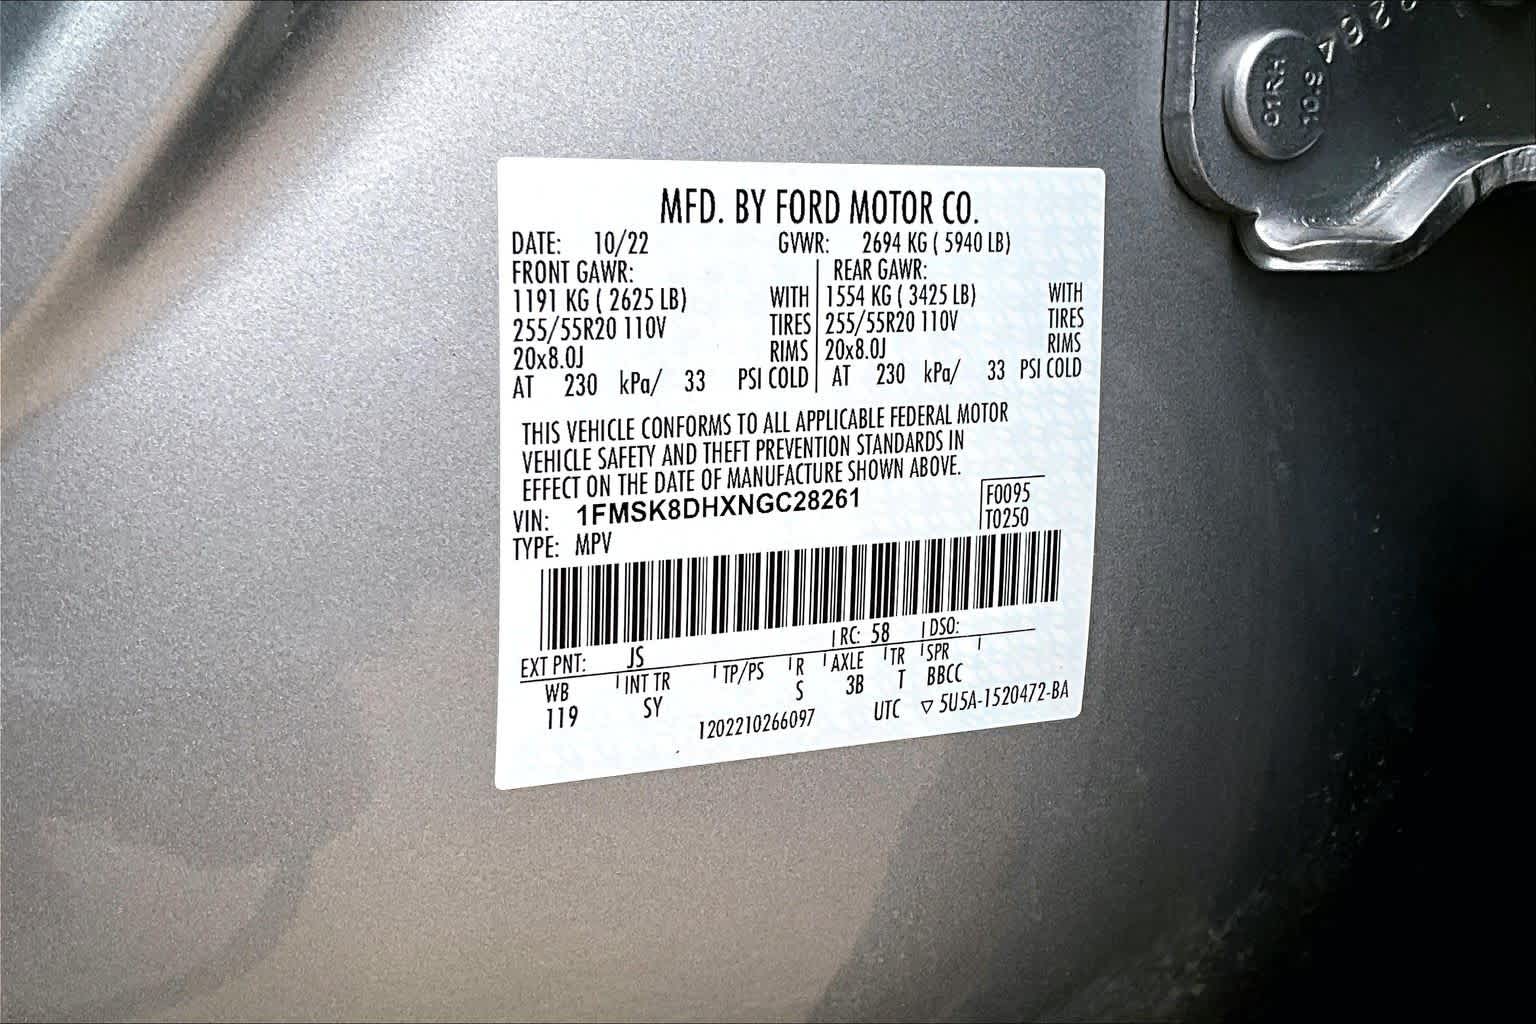 MFD. BY FORD MOTOR CO.
DATE: 10/22 GVWR: 2694 KG ( 5940 LB)
FRONT GAWR: REAR GAWR:
1191 KG ( 2625 LB) WITH 1554 KG ( 3425 LB) WITH
255/55R20 110V TIRES 255/55R20 110V TIRES
20x8.0J RIMS 20x8.0J RIMS
AT 230 kPa/ 33 PSI COLD AT 230 kPa/ 33 PSI COLD
THIS VEHICLE CONFORMS TO ALL APPLICABLE FEDERAL MOTOR
VEHICLE SAFETY AND THEFT PREVENTION STANDARDS IN
EFFECT ON THE DATE OF MANUFACTURE SHOWN ABOVE.
VIN: 1FMSK8DHXNGC28261 F0095
TYPE: MPV T0250
RC: 58 DSO:
EXT PNT: JS
WB INT TR TP/PS R AXLE TR SPR
119 SY S 3B T BBCC
1202210266097 UTC ▽ 5U5A-1520472-BA
01RH
10.9